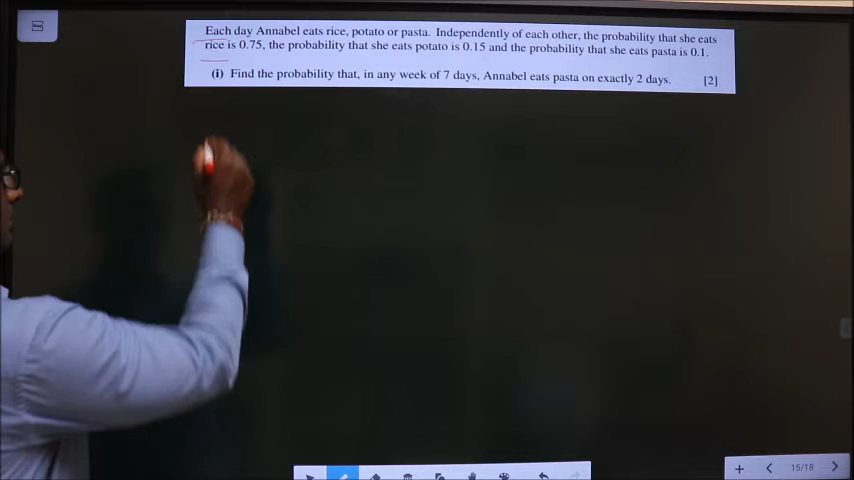 Each day Annabel eats rice, potato or pasta. Independently of each other, the probability that she eats
rice is 0.75, the probability that she eats potato is 0.15 and the probability that she eats pasta is 0.1.
(i) Find the probability that, in any week of 7 days, Annabel eats pasta on exactly 2 days. [2]
15/18